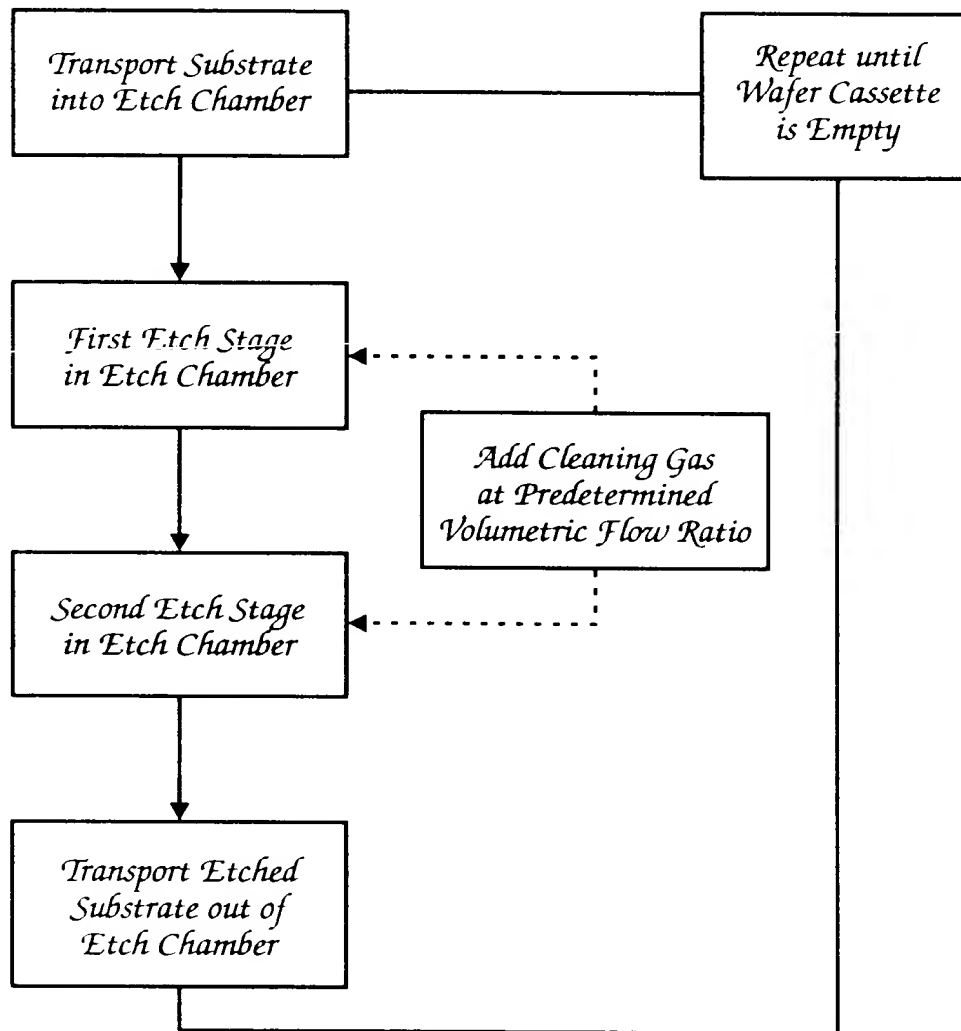 Transport Substrate
into Etch Chamber
Repeat until
Wafer Cassette
is Empty
First Etch Stage
in Etch Chamber
Add Cleaning Gas
at Predetermined
Volumetric Flow Ratio
Second Etch Stage
in Etch Chamber
Transport Etched
Substrate out of
Etch Chamber